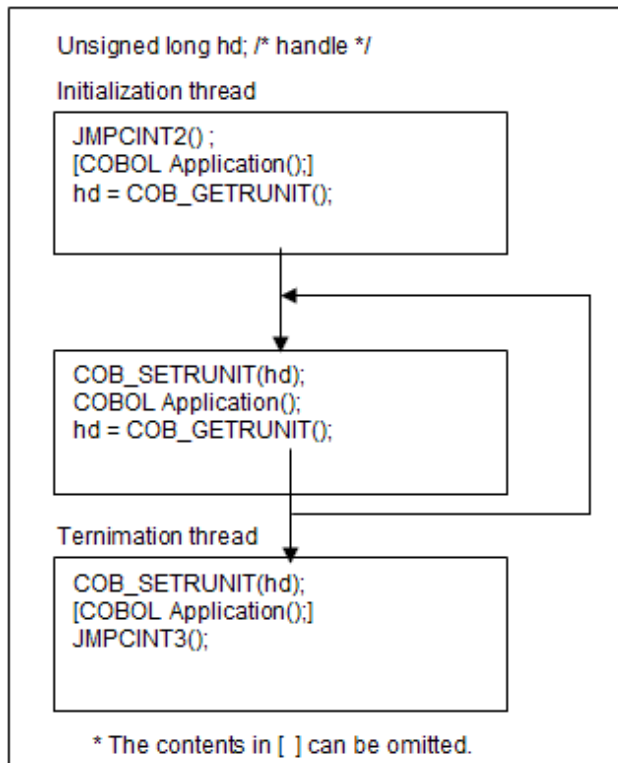 Unsigned long hd; /* handle */
Initialization thread
JMPCINT2() ;
[COBOL Application();]
hd = COB_GETRUNIT();
COB_SETRUNIT(hd);
COBOL Application();
hd = COB_GETRUNIT();
Ternimation thread
COB_SETRUNIT(hd);
[COBOL Application();]
JMPCINT3();
* The contents in [ ] can be omitted.